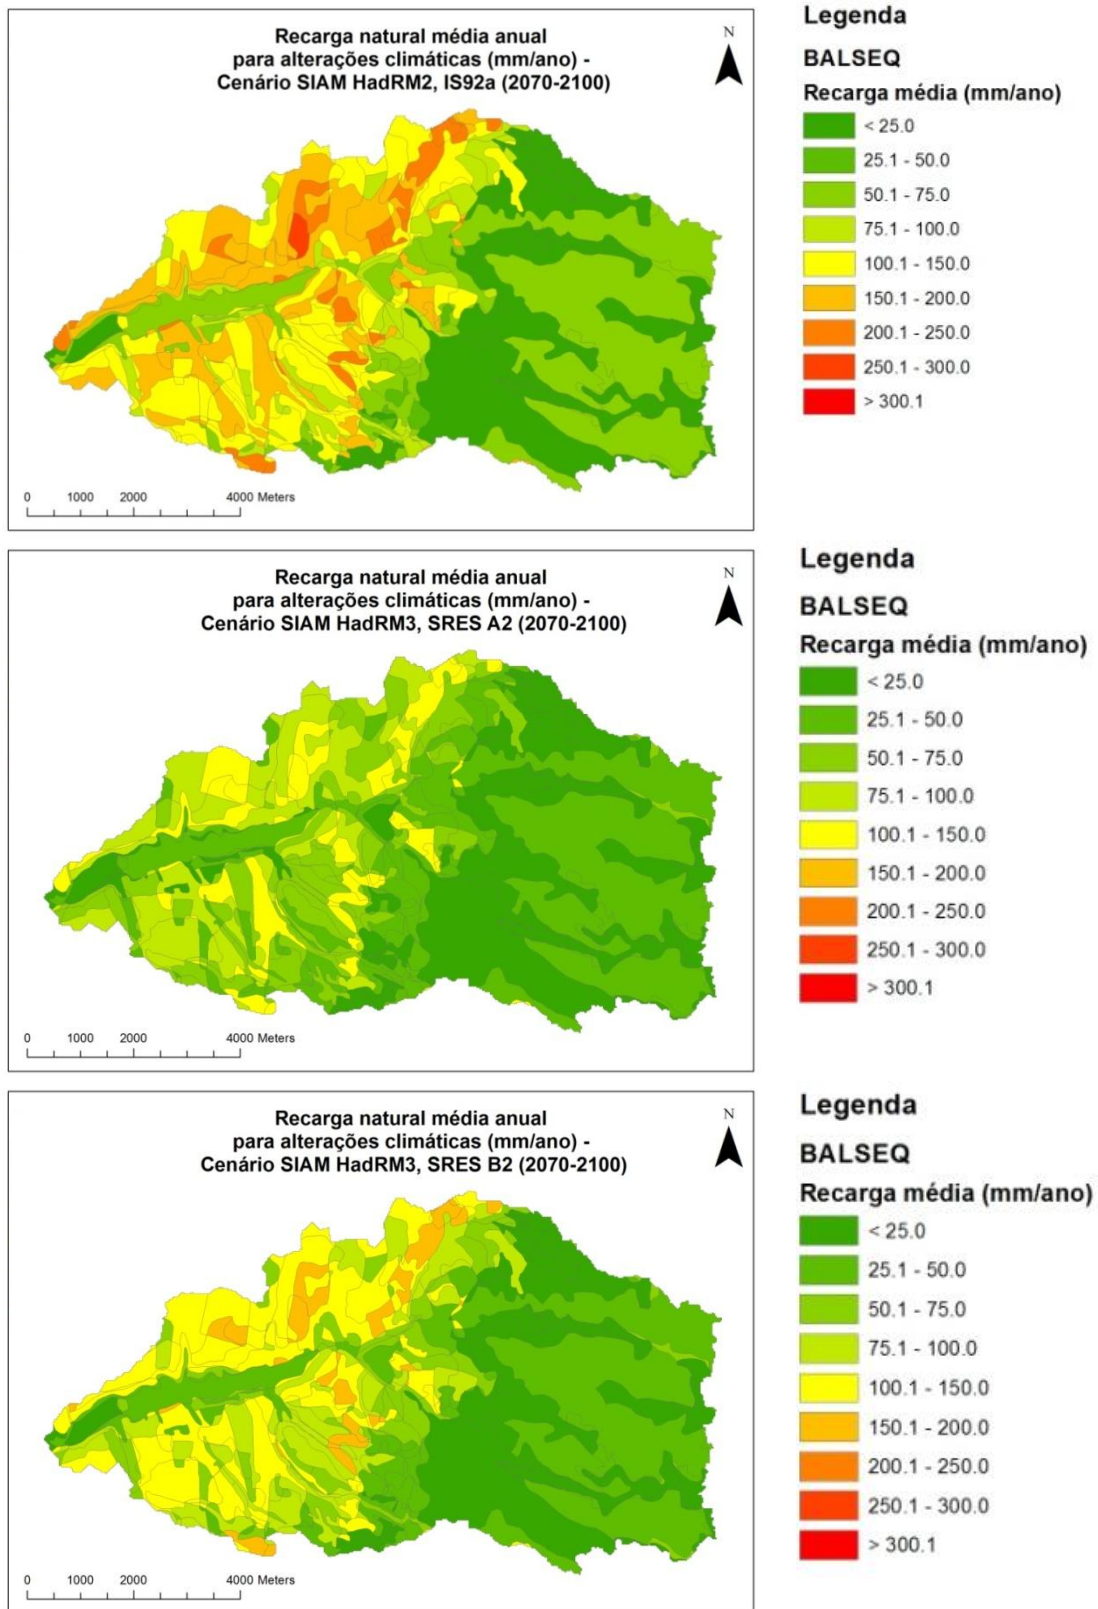 Recarga natural média anual
para alterações climáticas (mm/ano) -
Cenário SIAM HadRM2, IS92a (2070-2100)
N
0 1000 2000 4000 Meters
Legenda
BALSEQ
Recarga média (mm/ano)
< 25.0
25.1 - 50.0
50.1 - 75.0
75.1 - 100.0
100.1 - 150.0
150.1 - 200.0
200.1 - 250.0
250.1 - 300.0
> 300.1
Recarga natural média anual
para alterações climáticas (mm/ano) -
Cenário SIAM HadRM3, SRES A2 (2070-2100)
N
0 1000 2000 4000 Meters
Legenda
BALSEQ
Recarga média (mm/ano)
< 25.0
25.1 - 50.0
50.1 - 75.0
75.1 - 100.0
100.1 - 150.0
150.1 - 200.0
200.1 - 250.0
250.1 - 300.0
> 300.1
Recarga natural média anual
para alterações climáticas (mm/ano) -
Cenário SIAM HadRM3, SRES B2 (2070-2100)
N
0 1000 2000 4000 Meters
Legenda
BALSEQ
Recarga média (mm/ano)
< 25.0
25.1 - 50.0
50.1 - 75.0
75.1 - 100.0
100.1 - 150.0
150.1 - 200.0
200.1 - 250.0
250.1 - 300.0
> 300.1